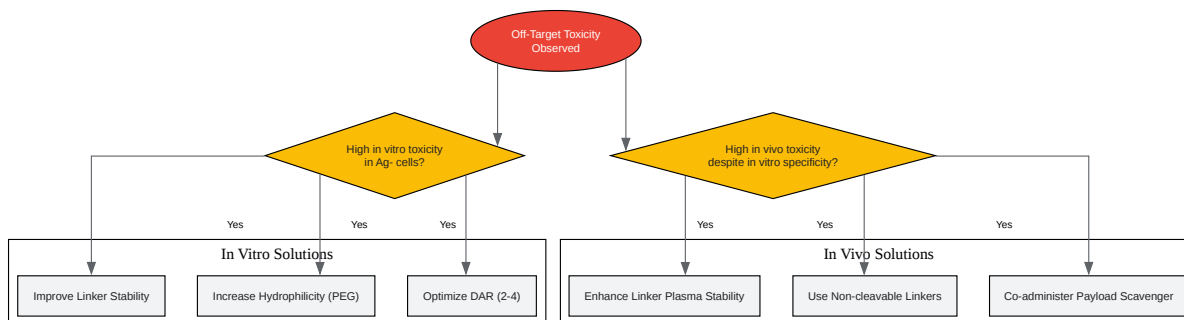 Off-Target Toxicity
Observed
High in vitro toxicity
in Ag- cells?
High in vivo toxicity
despite in vitro specificity?
Yes
Yes
Yes
Yes
Yes
Yes
In Vitro Solutions
In Vivo Solutions
Improve Linker Stability
Increase Hydrophilicity (PEG)
Optimize DAR (2-4)
Enhance Linker Plasma Stability
Use Non-cleavable Linkers
Co-administer Payload Scavenger